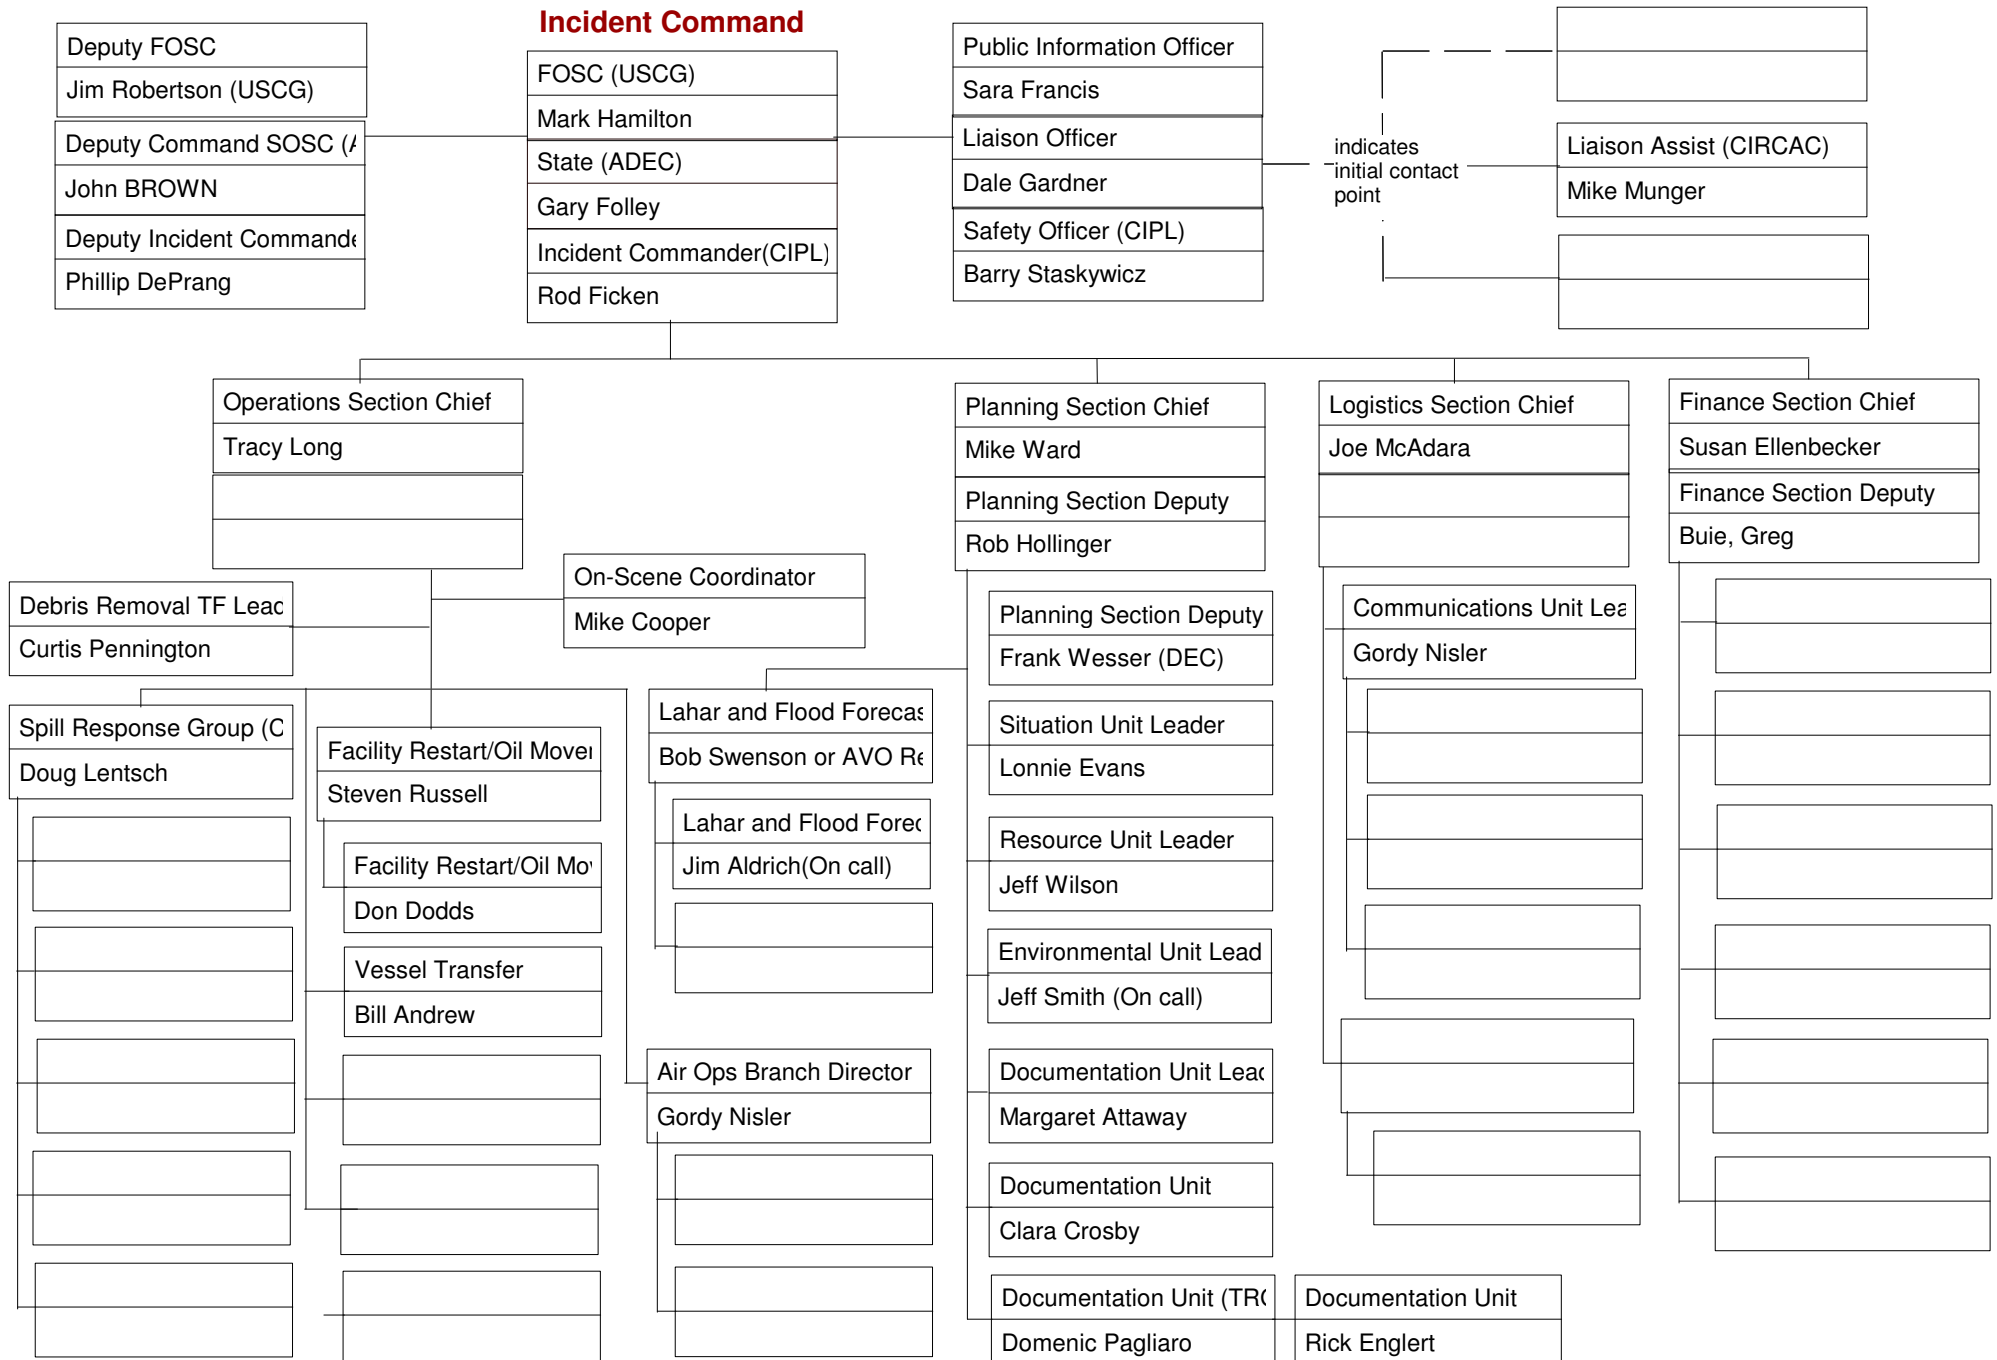 Incident Command
Deputy FOSC
Jim Robertson (USCG)
Deputy Command SOSC (
John BROWN
Deputy Incident Commande
Phillip DePrang
FOSC (USCG)
Mark Hamilton
State (ADEC)
Gary Folley
Incident Commander(CIPL)
Rod Ficken
Public Information Officer
Sara Francis
Liaison Officer
Dale Gardner
Safety Officer (CIPL)
Barry Staskywicz
indicates
initial contact
point
Liaison Assist (CIRCAC)
Mike Munger
Operations Section Chief
Tracy Long
Planning Section Chief
Mike Ward
Planning Section Deputy
Rob Hollinger
Logistics Section Chief
Joe McAdara
Finance Section Chief
Susan Ellenbecker
Finance Section Deputy
Buie, Greg
On-Scene Coordinator
Mike Cooper
Debris Removal TF Leac
Curtis Pennington
Spill Response Group (C
Doug Lentsch
Facility Restart/Oil Mover
Steven Russell
Facility Restart/Oil Mov
Don Dodds
Vessel Transfer
Bill Andrew
Lahar and Flood Forecas
Bob Swenson or AVO Re
Lahar and Flood Forec
Jim Aldrich(On call)
Air Ops Branch Director
Gordy Nisler
Planning Section Deputy
Frank Wesser (DEC)
Situation Unit Leader
Lonnie Evans
Resource Unit Leader
Jeff Wilson
Environmental Unit Lead
Jeff Smith (On call)
Documentation Unit Leac
Margaret Attaway
Documentation Unit
Clara Crosby
Documentation Unit (TRC
Domenic Pagliaro
Documentation Unit
Rick Englert
Communications Unit Lea
Gordy Nisler